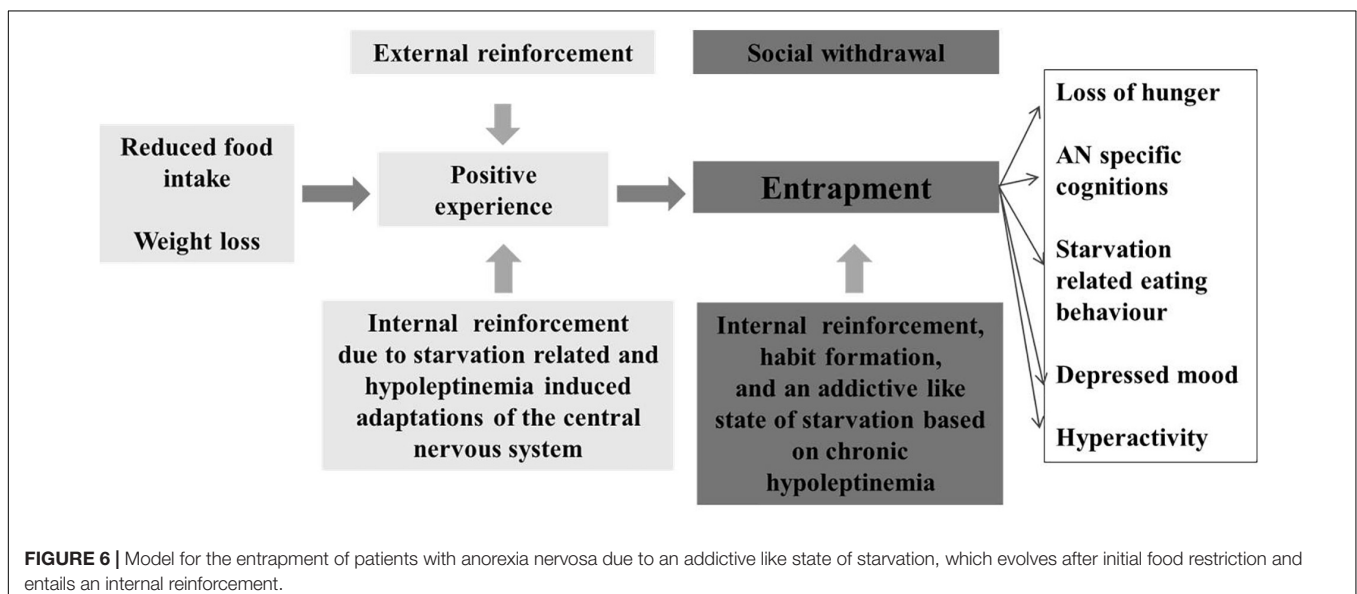 External reinforcement
Social withdrawal
Reduced food
intake
Weight loss
Positive
experience
Entrapment
Internal reinforcement
due to starvation related and
hypoleptinemia induced
adaptations of the central
nervous system
Internal reinforcement,
habit formation,
and an addictive like
state of starvation based
on chronic
hypoleptinemia
Loss of hunger
AN specific
cognitions
Starvation
related eating
behaviour
Depressed mood
Hyperactivity
FIGURE 6 | Model for the entrapment of patients with anorexia nervosa due to an addictive like state of starvation, which evolves after initial food restriction and
entails an internal reinforcement.